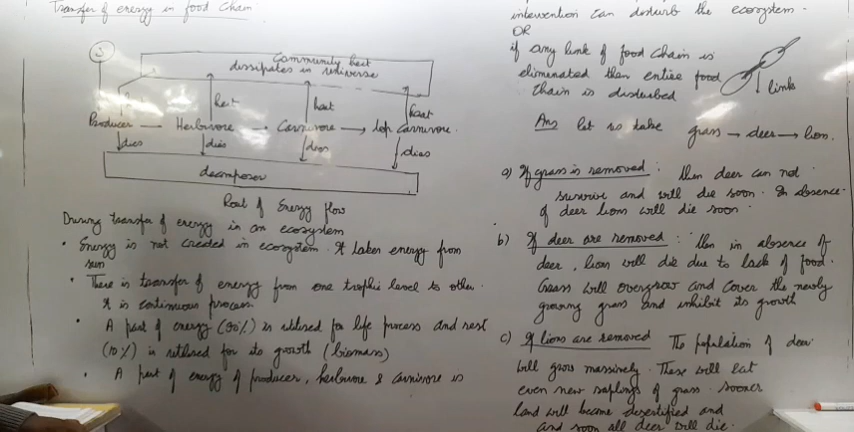 Transfer of energy in food chain
Community heat
dissipates in
heat heat heat
Producer Herbivore Carnivore top Carnivore.
dies dies dies dies
decomposer
of Energy flow
During transfer of energy in an ecosystem
• Energy is not created in ecosystem. It takes energy from
sun
• There is transfer of energy from one trophic level to other.
It is continuous process
• A part of energy (90%) is utilised for life process and rest
(10%) is utilised for its growth (biomass)
• A part of energy of producer, herbivore & carnivore is
intervention can disturb the ecosystem.
OR
if any link of food chain is
eliminated then entire food
chain is disturbed
links
Ans let us take grass → deer → lion.
a) If grass is removed : then deer can not
survive and will die soon. In absence
of deer lions will die soon.
b) If deer are removed : then in absence of
deer, lion will die due to lack of food.
Grass will overgrow and cover the newly
growing grass and inhibit its growth
c) If lions are removed The population of deer
will grow massively. These will eat
even new saplings of grass. sooner
land will become desertified and
and soon all deer will die.